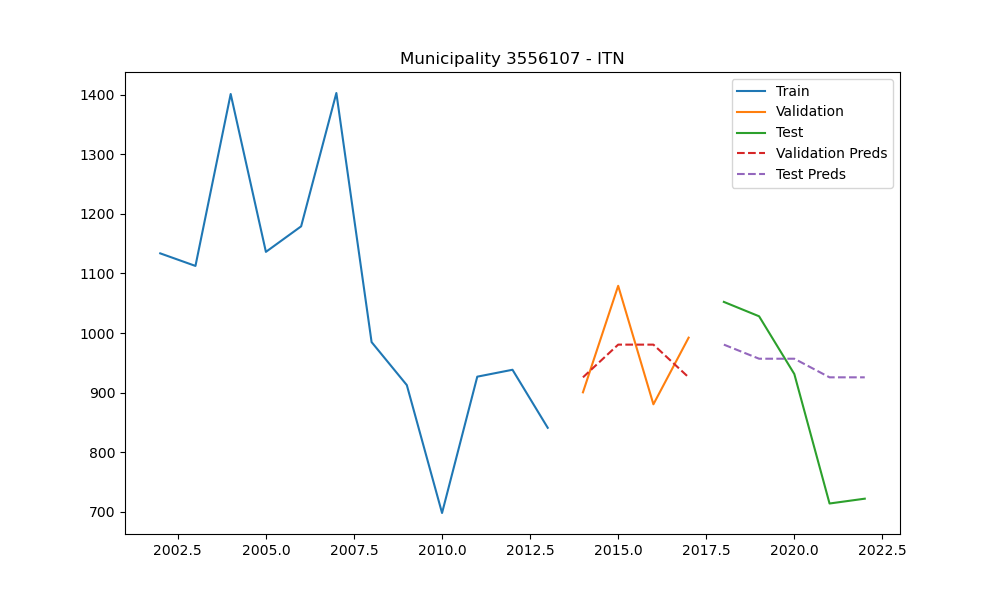 Municipality 3556107 - ITN
Train
Validation
Test
Validation Preds
Test Preds
1400
1300
1200
1100
1000
900
800
700
2002.5 2005.0 2007.5 2010.0 2012.5 2015.0 2017.5 2020.0 2022.5